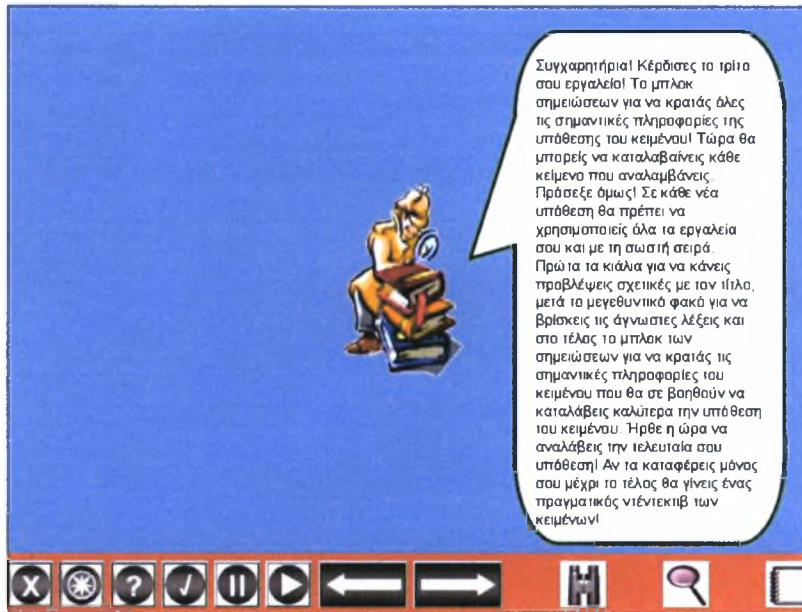 Συγχαρητήρια! Κέρδισες το τρίτο
σου εργαλείο! Το μπλοκ
σημειώσεων για να κρατάς όλες
τις σημαντικές πληροφορίες της
υπόθεσης του κειμένου! Τώρα θα
μπορείς να καταλαβαίνεις κάθε
κείμενο που αναλαμβάνεις.
Πρόσεξε όμως! Σε κάθε νέα
υπόθεση θα πρέπει να
χρησιμοποιείς όλα τα εργαλεία
σου και με τη σωστή σειρά.
Πρώτα τα κιάλια για να κάνεις
προβλέψεις σχετικές με τον τίτλο,
μετά το μεγεθυντικό φακό για να
βρίσκεις τις άγνωστες λέξεις και
στο τέλος το μπλοκ των
σημειώσεων για να κρατάς τις
σημαντικές πληροφορίες του
κειμένου που θα σε βοηθούν να
καταλάβεις καλύτερα την υπόθεση
του κειμένου. Ήρθε η ώρα να
αναλάβεις την τελευταία σου
υπόθεση! Αν τα καταφέρεις μόνος
σου μέχρι το τέλος θα γίνεις ένας
πραγματικός ντέντεκτιβ των
κειμένων!